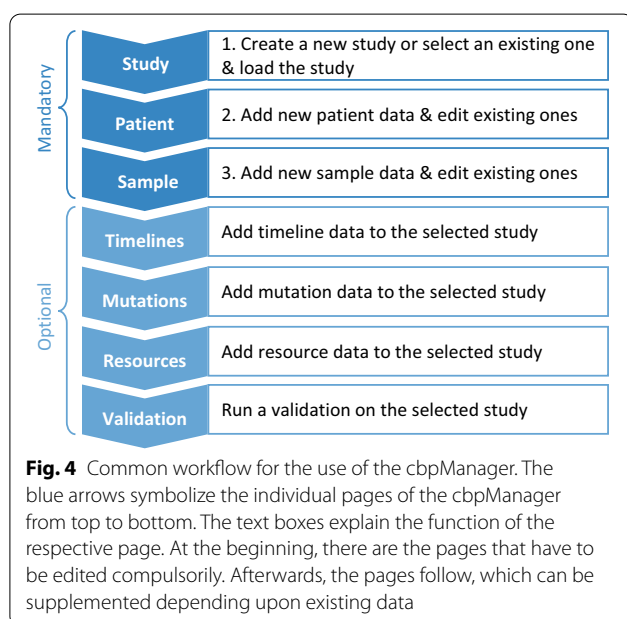 Mandatory
Study
1. Create a new study or select an existing one
& load the study
Patient
2. Add new patient data & edit existing ones
Sample
3. Add new sample data & edit existing ones
Optional
Timelines
Add timeline data to the selected study
Mutations
Add mutation data to the selected study
Resources
Add resource data to the selected study
Validation
Run a validation on the selected study
Fig. 4 Common workflow for the use of the cbpManager. The
blue arrows symbolize the individual pages of the cbpManager
from top to bottom. The text boxes explain the function of the
respective page. At the beginning, there are the pages that have to
be edited compulsorily. Afterwards, the pages follow, which can be
supplemented depending upon existing data